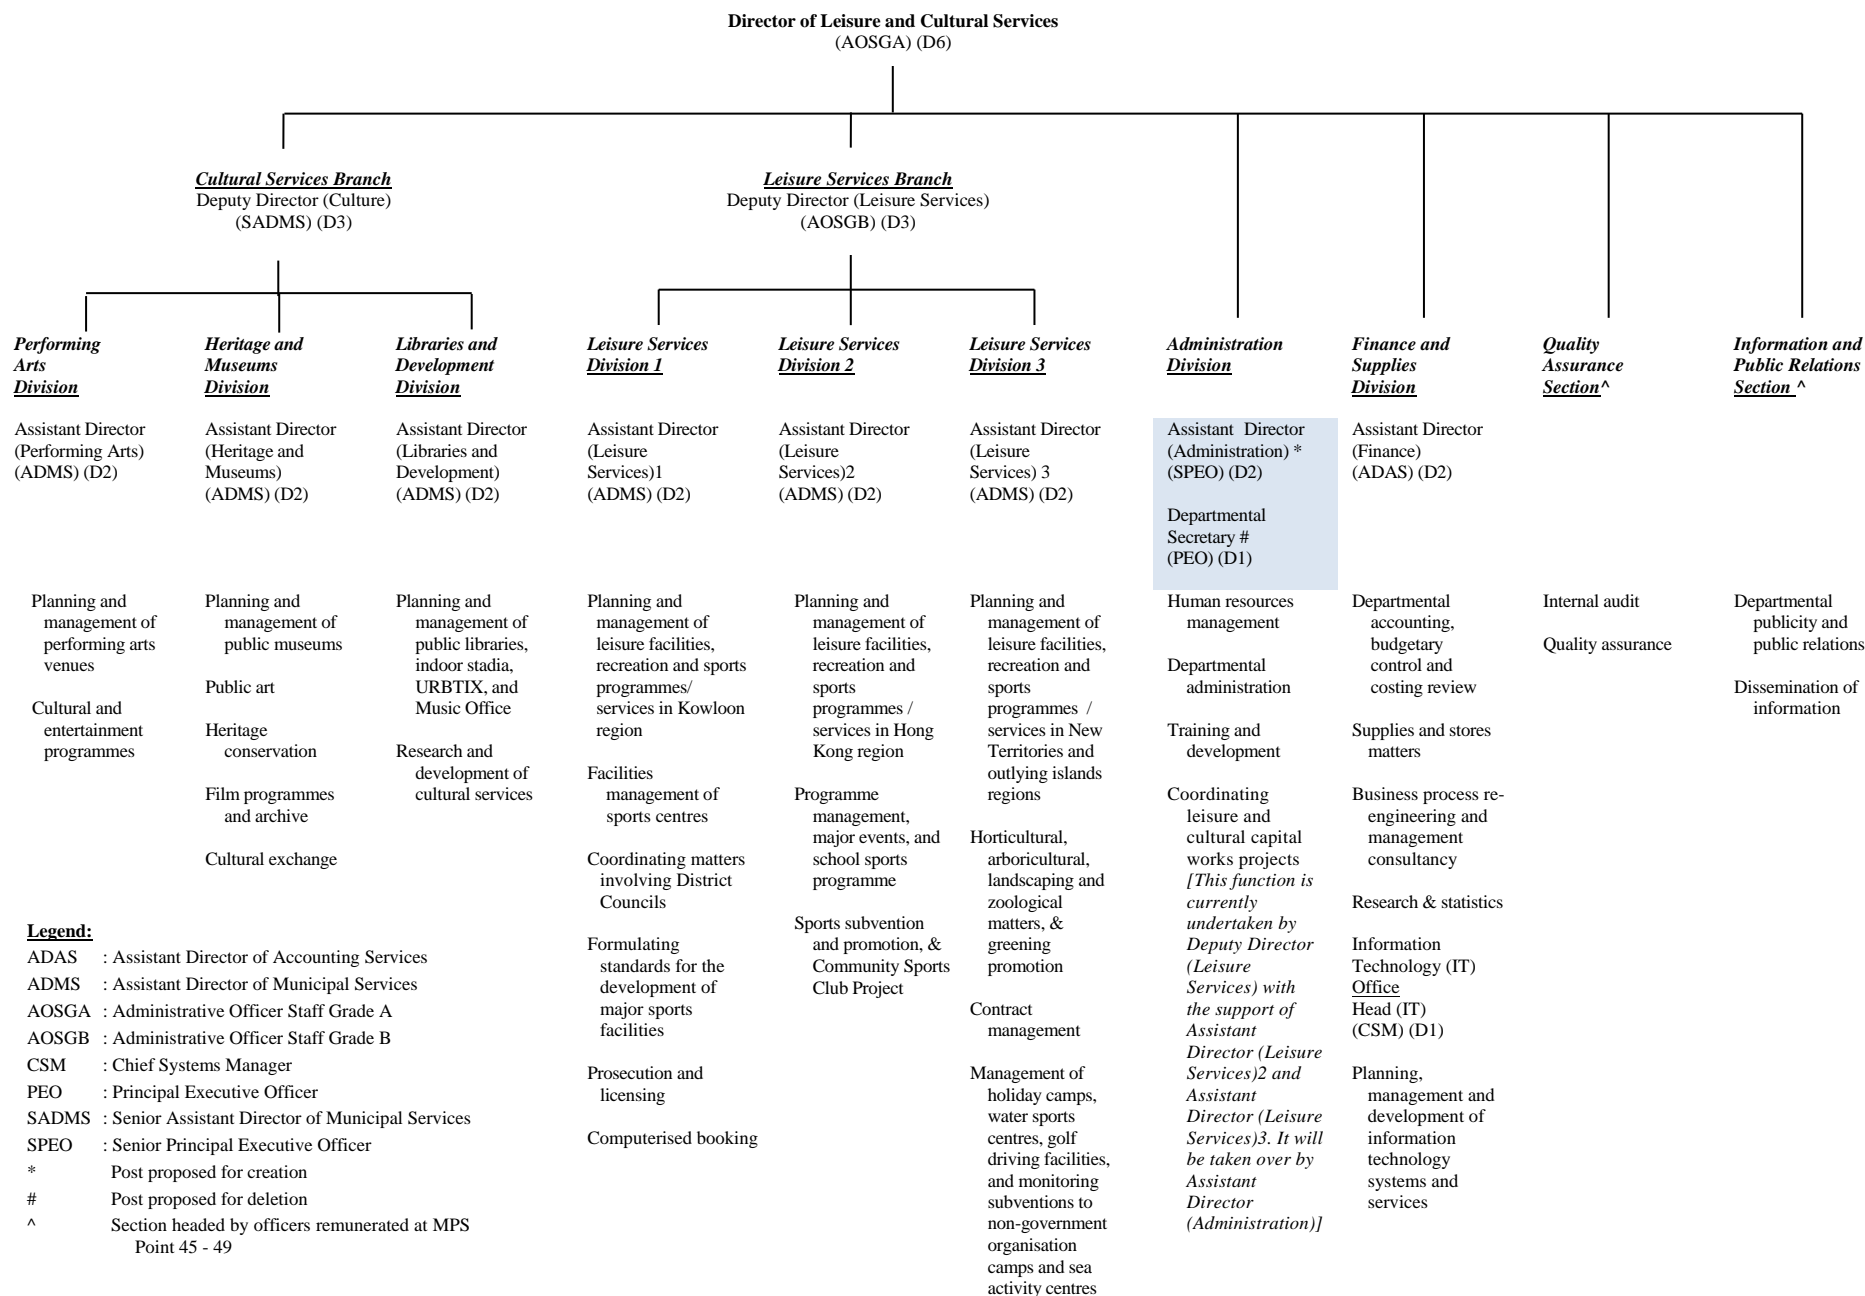 Director of Leisure and Cultural Services
(AOSGA) (D6)
Cultural Services Branch
Deputy Director (Culture)
(SADMS) (D3)
Leisure Services Branch
Deputy Director (Leisure Services)
(AOSGB) (D3)
Performing
Arts
Division
Assistant Director
(Performing Arts)
(ADMS) (D2)
Planning and
management of
performing arts
venues
Cultural and
entertainment
programmes
Heritage and
Museums
Division
Assistant Director
(Heritage and
Museums)
(ADMS) (D2)
Planning and
management of
public museums
Public art
Heritage
conservation
Film programmes
and archive
Cultural exchange
Libraries and
Development
Division
Assistant Director
(Libraries and
Development)
(ADMS) (D2)
Planning and
management of
public libraries,
indoor stadia,
URBTIX, and
Music Office
Research and
development of
cultural services
Leisure Services
Division 1
Assistant Director
(Leisure
Services)1
(ADMS) (D2)
Planning and
management of
leisure facilities,
recreation and sports
programmes/
services in Kowloon
region
Facilities
management of
sports centres
Coordinating matters
involving District
Councils
Formulating
standards for the
development of
major sports
facilities
Prosecution and
licensing
Computerised booking
Leisure Services
Division 2
Assistant Director
(Leisure
Services)2
(ADMS) (D2)
Planning and
management of
leisure facilities,
recreation and
sports
programmes /
services in Hong
Kong region
Programme
management,
major events, and
school sports
programme
Sports subvention
and promotion, &
Community Sports
Club Project
Leisure Services
Division 3
Assistant Director
(Leisure
Services) 3
(ADMS) (D2)
Planning and
management of
leisure facilities,
recreation and
sports
programmes /
services in New
Territories and
outlying islands
regions
Horticultural,
arboricultural,
landscaping and
zoological
matters, &
greening
promotion
Contract
management
Management of
holiday camps,
water sports
centres, golf
driving facilities,
and monitoring
subventions to
non-government
organisation
camps and sea
activity centres
Administration
Division
Assistant Director
(Administration) *
(SPEO) (D2)
Departmental
Secretary #
(PEO) (D1)
Human resources
management
Departmental
administration
Training and
development
Coordinating
leisure and
cultural capital
works projects
[This function is
currently
undertaken by
Deputy Director
(Leisure
Services) with
the support of
Assistant
Director (Leisure
Services)2 and
Assistant
Director (Leisure
Services)3. It will
be taken over by
Assistant
Director
(Administration)]
Finance and
Supplies
Division
Assistant Director
(Finance)
(ADAS) (D2)
Departmental
accounting,
budgetary
control and
costing review
Supplies and stores
matters
Business process re-
engineering and
management
consultancy
Research & statistics
Information
Technology (IT)
Office
Head (IT)
(CSM) (D1)
Planning,
management and
development of
information
technology
systems and
services
Quality
Assurance
Section^
Internal audit
Quality assurance
Information and
Public Relations
Section ^
Departmental
publicity and
public relations
Dissemination of
information
Legend:
ADAS : Assistant Director of Accounting Services
ADMS : Assistant Director of Municipal Services
AOSGA : Administrative Officer Staff Grade A
AOSGB : Administrative Officer Staff Grade B
CSM : Chief Systems Manager
PEO : Principal Executive Officer
SADMS : Senior Assistant Director of Municipal Services
SPEO : Senior Principal Executive Officer
* Post proposed for creation
# Post proposed for deletion
^ Section headed by officers remunerated at MPS
Point 45 - 49